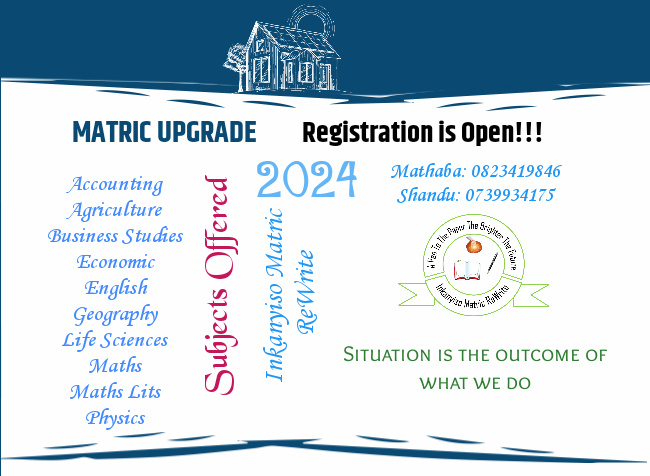 MATRIC UPGRADE
Registration is Open!!!
Accounting
Agriculture
Business Studies
Economic
English
Geography
Life Sciences
Maths
Maths Lits
Physics
Subjects Offered
2024
Inkanyiso Matric
ReWrite
Mathaba: 0823419846
Shandu: 0739934175
A Pen To The Paper The Brighter The Future
Inkanyiso Matric ReWrite
Situation is the outcome of
what we do